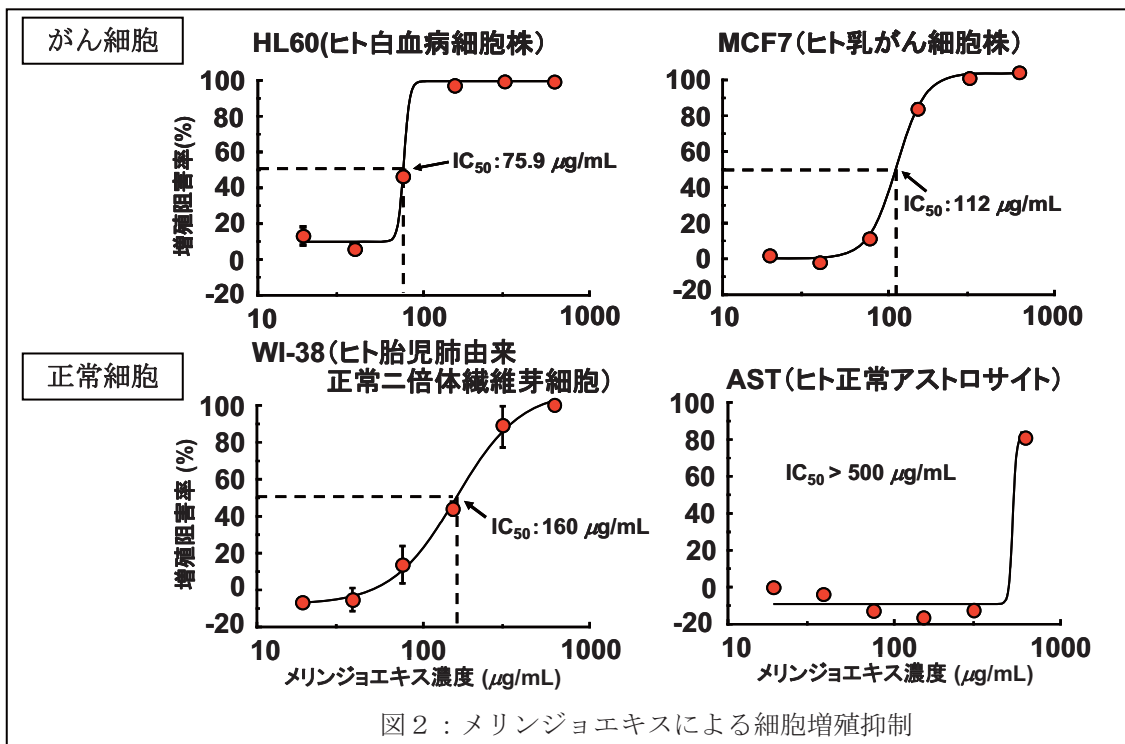 がん細胞
HL60(ヒト白血病細胞株)
増殖阻害率(%)
100
80
60
40
20
0
-20
10
100
1000
IC50:75.9 μg/mL
MCF7(ヒト乳がん細胞株)
100
80
60
40
20
0
-20
10
100
1000
IC50:112 μg/mL
正常細胞
WI-38(ヒト胎児肺由来
正常二倍体繊維芽細胞)
増殖阻害率 (%)
100
80
60
40
20
0
-20
10
100
1000
IC50:160 μg/mL
メリンジョエキス濃度 (μg/mL)
AST(ヒト正常アストロサイト)
100
80
60
40
20
0
-20
10
100
1000
IC50 > 500 μg/mL
メリンジョエキス濃度 (μg/mL)
図2:メリンジョエキスによる細胞増殖抑制